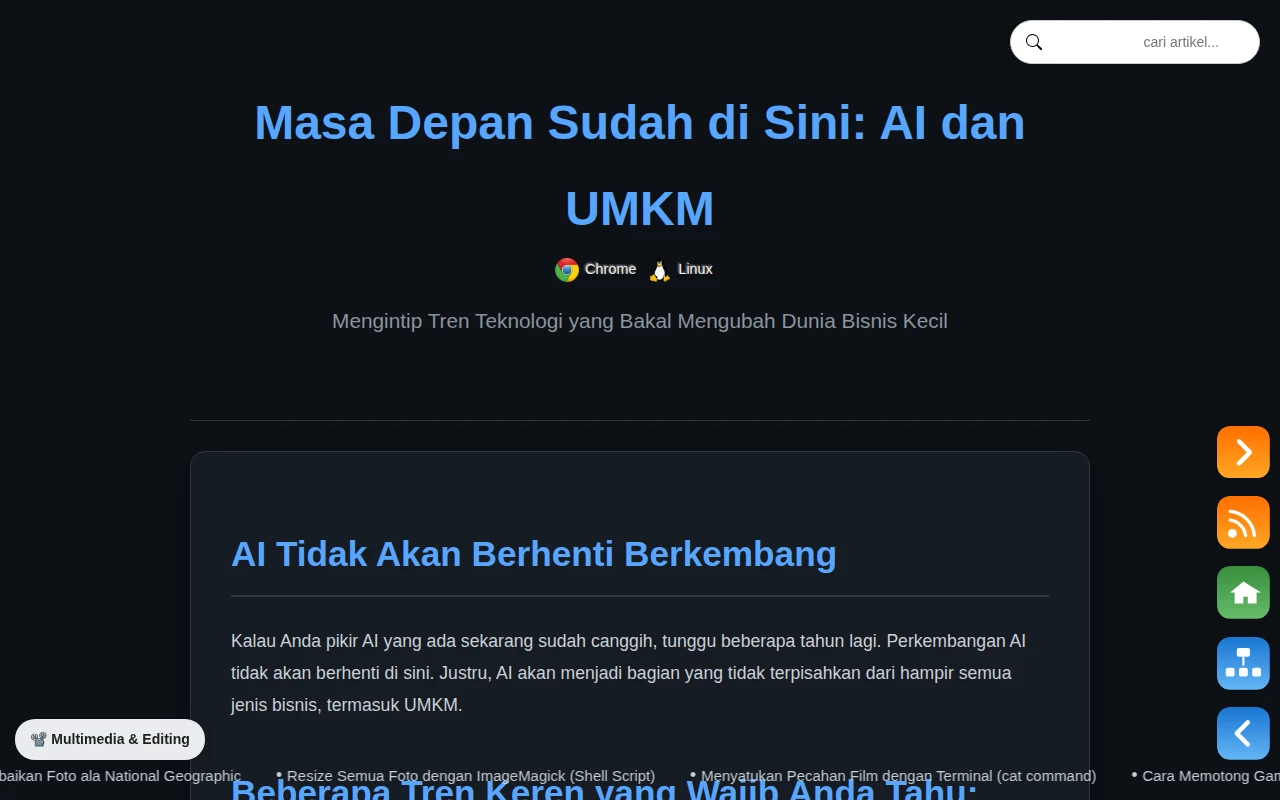 cari artikel...
Masa Depan Sudah di Sini: AI dan
UMKM
Chrome Linux
Mengintip Tren Teknologi yang Bakal Mengubah Dunia Bisnis Kecil
AI Tidak Akan Berhenti Berkembang
Kalau Anda pikir AI yang ada sekarang sudah canggih, tunggu beberapa tahun lagi. Perkembangan AI
tidak akan berhenti di sini. Justru, AI akan menjadi bagian yang tidak terpisahkan dari hampir semua
jenis bisnis, termasuk UMKM.
Multimedia & Editing
baikan Foto ala National Geographic • Resize Semua Foto dengan ImageMagick (Shell Script) • Menyatukan Pecahan Film dengan Terminal (cat command) • Cara Memotong Gam
Beberapa Tren Keren yang Wajib Anda Tahu: